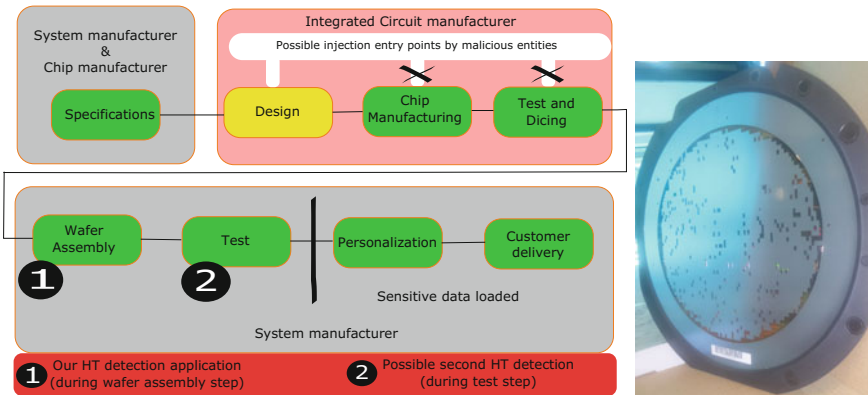 System manufacturer
&
Chip manufacturer
Specifications
Integrated Circuit manufacturer
Possible injection entry points by malicious entities
Design
Chip
Manufacturing
Test and
Dicing
Wafer
Assembly
1
Test
2
Personalization
Customer
delivery
Sensitive data loaded
System manufacturer
1 Our HT detection application
(during wafer assembly step)
2 Possible second HT detection
(during test step)